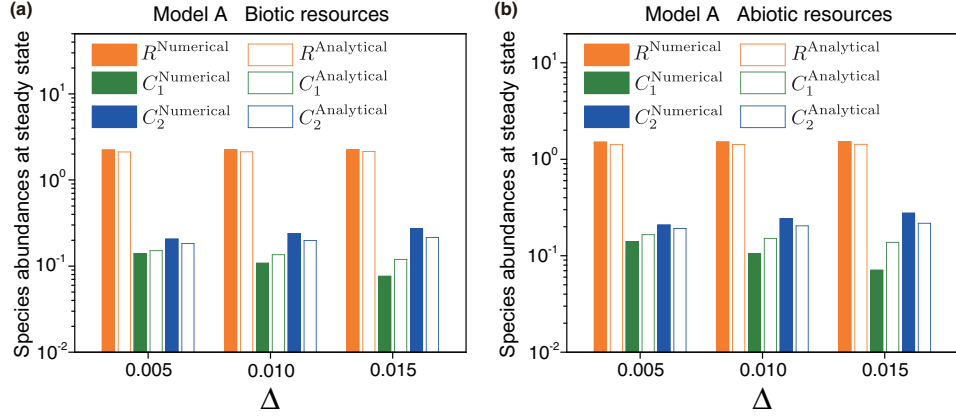 (a) Model A Biotic resources
Species abundances at steady state
R^Numerical R^Analytical
C_1^Numerical C_1^Analytical
C_2^Numerical C_2^Analytical
10^1
10^0
10^-1
10^-2
0.005 0.010 0.015
Δ
(b) Model A Abiotic resources
Species abundances at steady state
R^Numerical R^Analytical
C_1^Numerical C_1^Analytical
C_2^Numerical C_2^Analytical
10^1
10^0
10^-1
10^-2
0.005 0.010 0.015
Δ